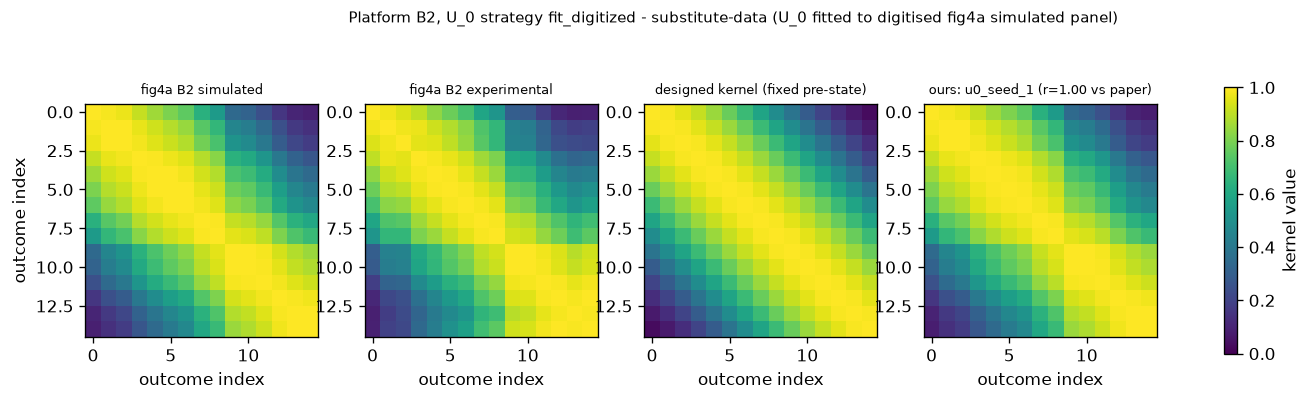 Platform B2, U_0 strategy fit_digitized - substitute-data (U_0 fitted to digitised fig4a simulated panel)
fig4a B2 simulated
fig4a B2 experimental
designed kernel (fixed pre-state)
ours: u0_seed_1 (r=1.00 vs paper)
outcome index
0.0
2.5
5.0
7.5
10.0
12.5
0 5 10
outcome index
0.0
2.5
5.0
7.5
10.0
12.5
0 5 10
outcome index
0.0
2.5
5.0
7.5
10.0
12.5
0 5 10
outcome index
0.0
2.5
5.0
7.5
10.0
12.5
0 5 10
outcome index
1.0
0.8
0.6
0.4
0.2
0.0
kernel value